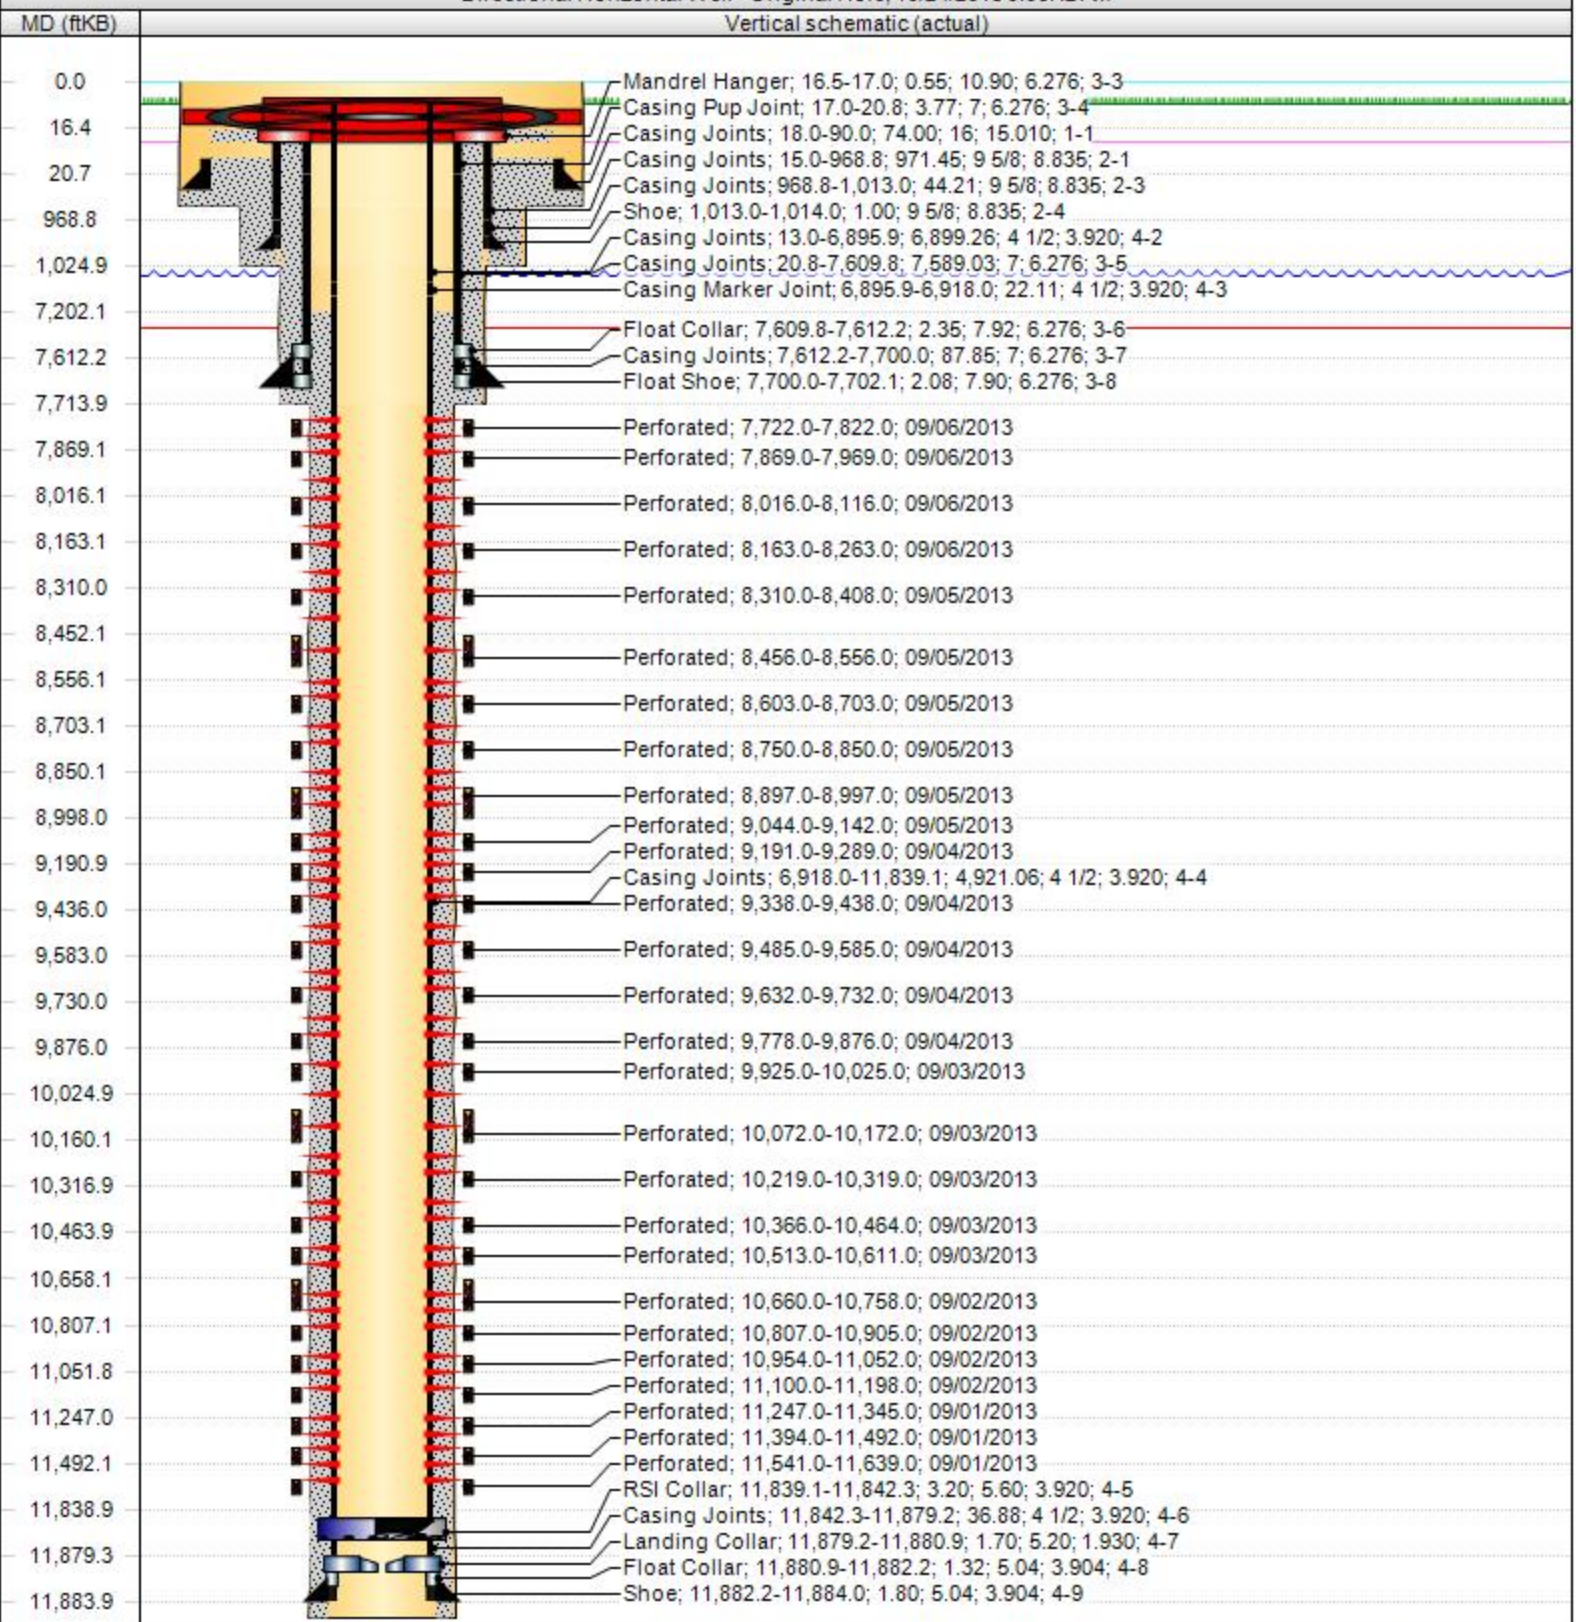 MD (ftKB)
Vertical schematic (actual)
0.0
16.4
20.7
968.8
1,024.9
7,202.1
7,612.2
7,713.9
7,869.1
8,016.1
8,163.1
8,310.0
8,452.1
8,556.1
8,703.1
8,850.1
8,998.0
9,190.9
9,436.0
9,583.0
9,730.0
9,876.0
10,024.9
10,160.1
10,316.9
10,463.9
10,658.1
10,807.1
11,051.8
11,247.0
11,492.1
11,838.9
11,879.3
11,883.9
Mandrel Hanger; 16.5-17.0; 0.55; 10.90; 6.276; 3-3
Casing Pup Joint; 17.0-20.8; 3.77; 7; 6.276; 3-4
Casing Joints; 18.0-90.0; 74.00; 16; 15.010; 1-1
Casing Joints; 15.0-968.8; 971.45; 9 5/8; 8.835; 2-1
Casing Joints; 968.8-1,013.0; 44.21; 9 5/8; 8.835; 2-3
Shoe; 1,013.0-1,014.0; 1.00; 9 5/8; 8.835; 2-4
Casing Joints; 13.0-6,895.9; 6,899.26; 4 1/2; 3.920; 4-2
Casing Joints; 20.8-7,609.8; 7,589.03; 7; 6.276; 3-5
Casing Marker Joint; 6,895.9-6,918.0; 22.11; 4 1/2; 3.920; 4-3
Float Collar; 7,609.8-7,612.2; 2.35; 7.92; 6.276; 3-6
Casing Joints; 7,612.2-7,700.0; 87.85; 7; 6.276; 3-7
Float Shoe; 7,700.0-7,702.1; 2.08; 7.90; 6.276; 3-8
Perforated; 7,722.0-7,822.0; 09/06/2013
Perforated; 7,869.0-7,969.0; 09/06/2013
Perforated; 8,016.0-8,116.0; 09/06/2013
Perforated; 8,163.0-8,263.0; 09/06/2013
Perforated; 8,310.0-8,408.0; 09/05/2013
Perforated; 8,456.0-8,556.0; 09/05/2013
Perforated; 8,603.0-8,703.0; 09/05/2013
Perforated; 8,750.0-8,850.0; 09/05/2013
Perforated; 8,897.0-8,997.0; 09/05/2013
Perforated; 9,044.0-9,142.0; 09/05/2013
Perforated; 9,191.0-9,289.0; 09/04/2013
Casing Joints; 6,918.0-11,839.1; 4,921.06; 4 1/2; 3.920; 4-4
Perforated; 9,338.0-9,438.0; 09/04/2013
Perforated; 9,485.0-9,585.0; 09/04/2013
Perforated; 9,632.0-9,732.0; 09/04/2013
Perforated; 9,778.0-9,876.0; 09/04/2013
Perforated; 9,925.0-10,025.0; 09/03/2013
Perforated; 10,072.0-10,172.0; 09/03/2013
Perforated; 10,219.0-10,319.0; 09/03/2013
Perforated; 10,366.0-10,464.0; 09/03/2013
Perforated; 10,513.0-10,611.0; 09/03/2013
Perforated; 10,660.0-10,758.0; 09/02/2013
Perforated; 10,807.0-10,905.0; 09/02/2013
Perforated; 10,954.0-11,052.0; 09/02/2013
Perforated; 11,100.0-11,198.0; 09/02/2013
Perforated; 11,247.0-11,345.0; 09/01/2013
Perforated; 11,394.0-11,492.0; 09/01/2013
Perforated; 11,541.0-11,639.0; 09/01/2013
RSI Collar; 11,839.1-11,842.3; 3.20; 5.60; 3.920; 4-5
Casing Joints; 11,842.3-11,879.2; 36.88; 4 1/2; 3.920; 4-6
Landing Collar; 11,879.2-11,880.9; 1.70; 5.20; 1.930; 4-7
Float Collar; 11,880.9-11,882.2; 1.32; 5.04; 3.904; 4-8
Shoe; 11,882.2-11,884.0; 1.80; 5.04; 3.904; 4-9